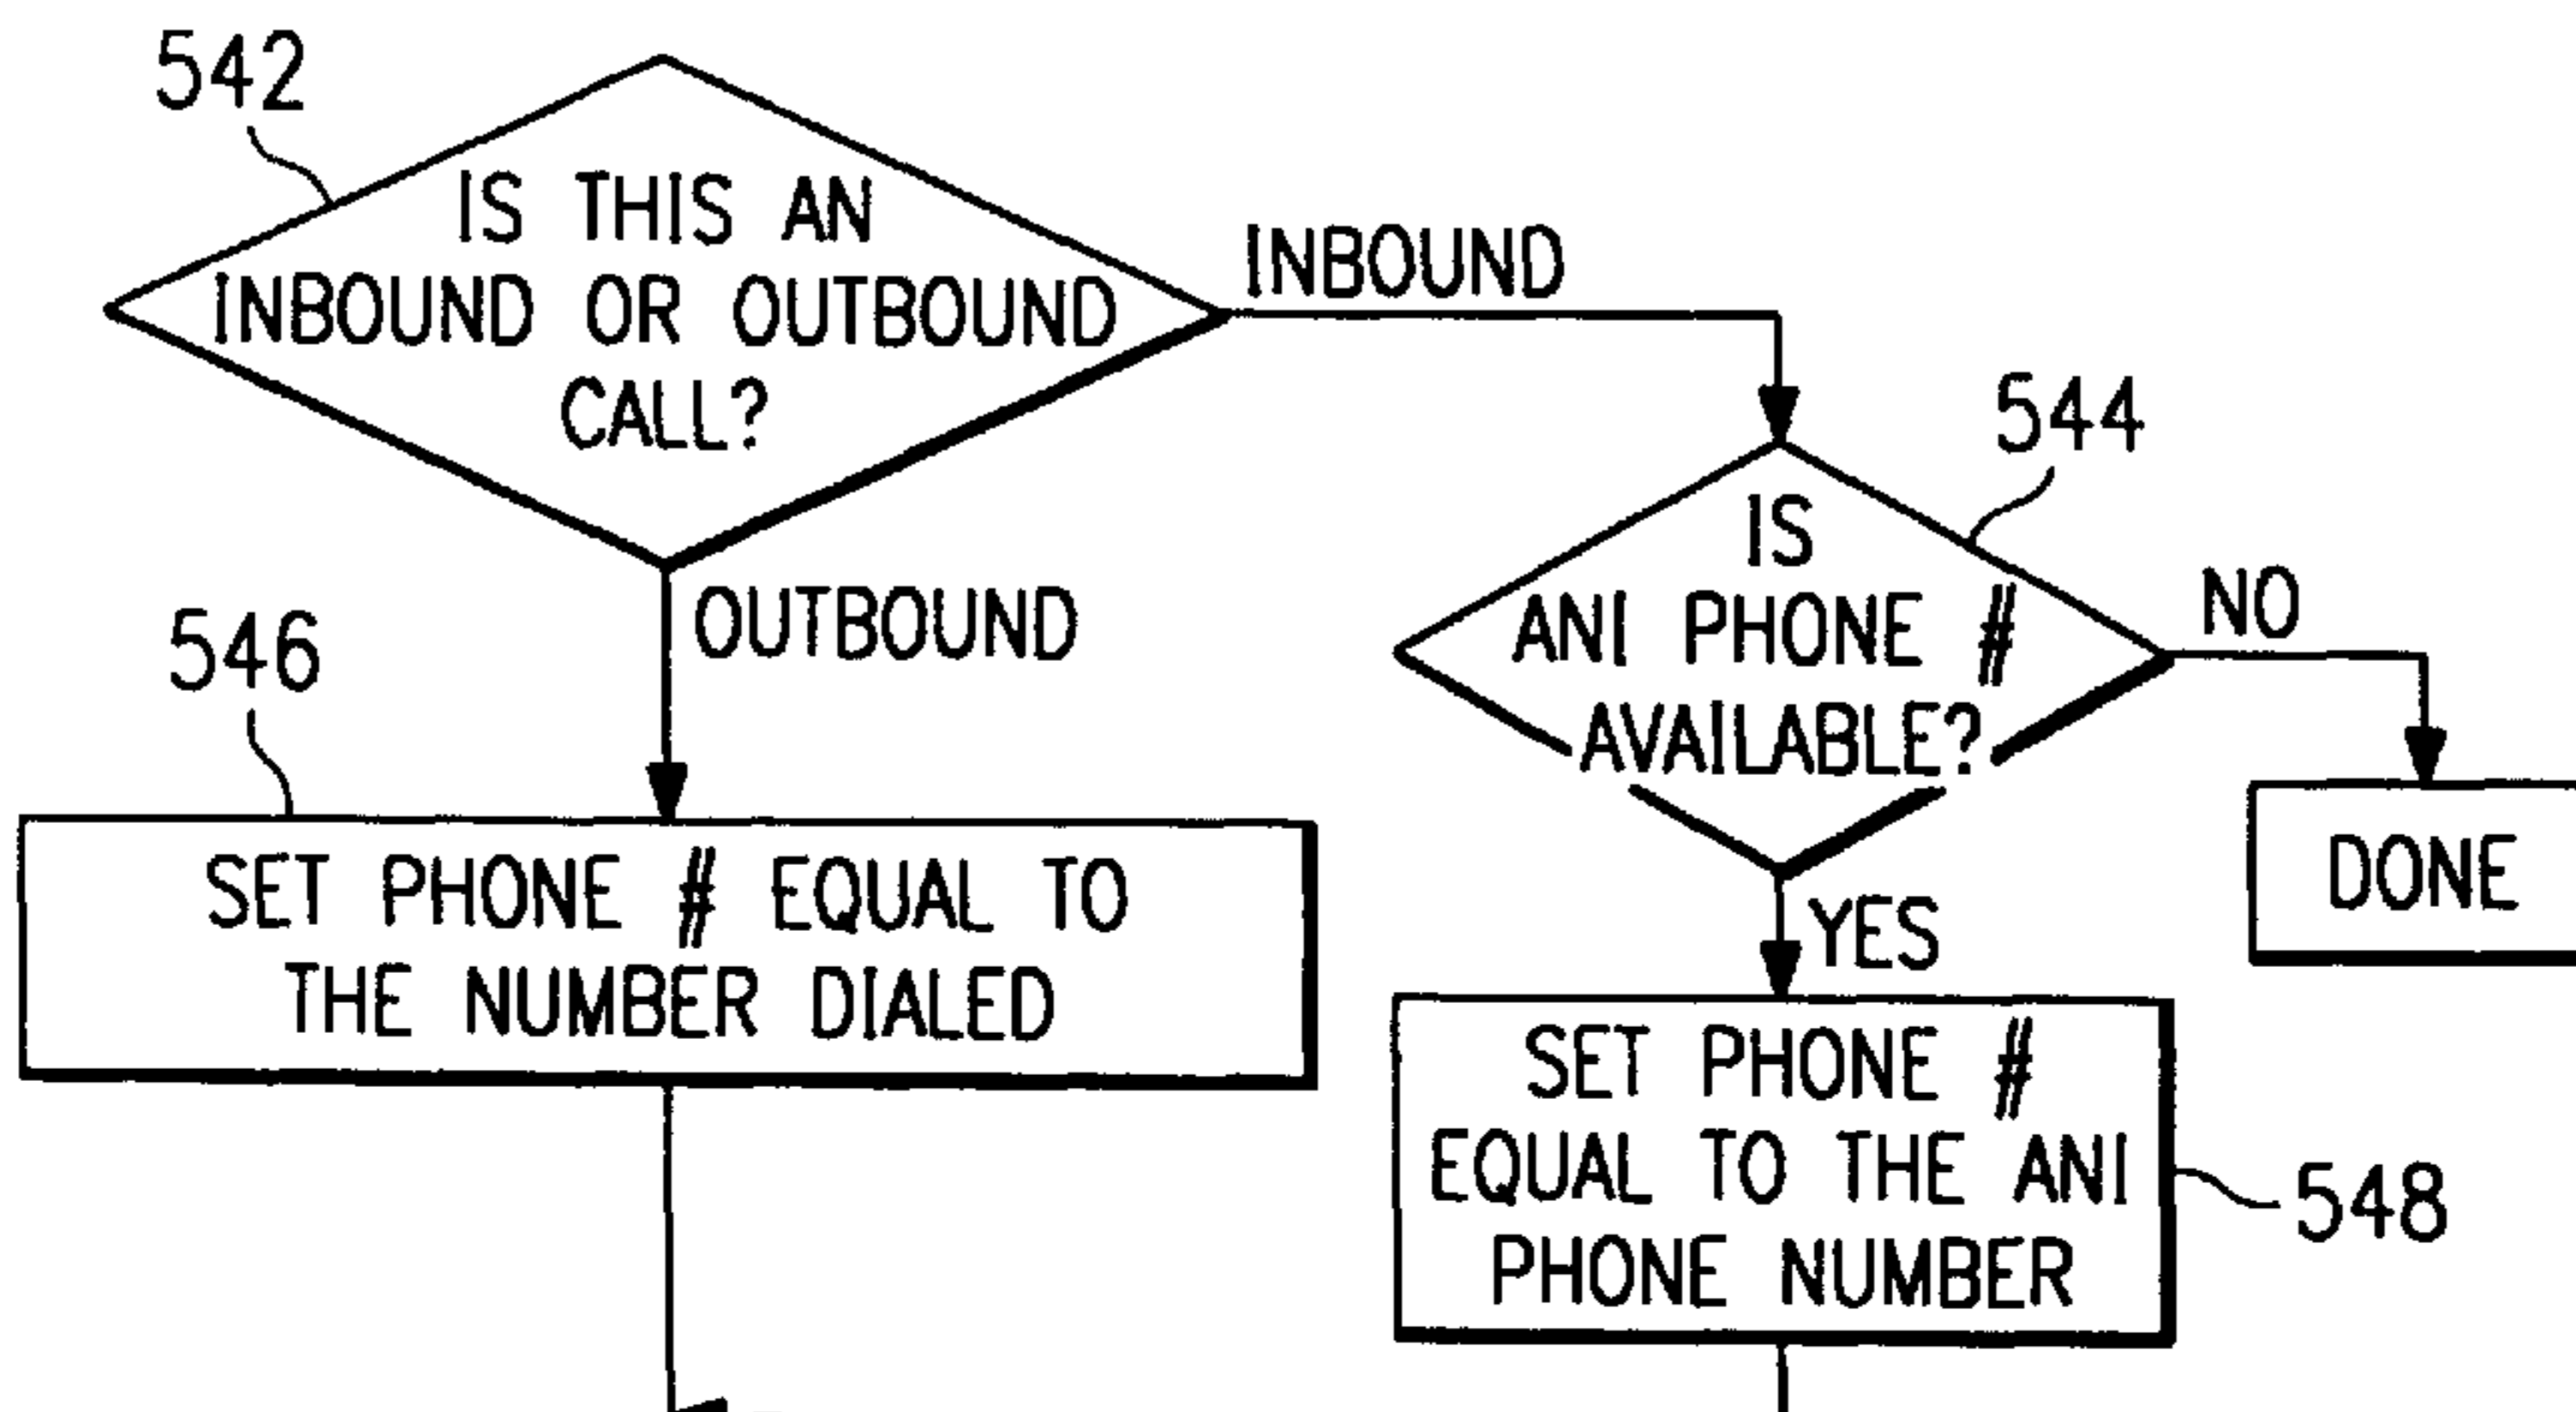 542
IS THIS AN
INBOUND OR OUTBOUND
CALL?
INBOUND
OUTBOUND
544
IS
ANI PHONE #
AVAILABLE?
NO
DONE
YES
546
SET PHONE # EQUAL TO
THE NUMBER DIALED
SET PHONE #
EQUAL TO THE ANI
PHONE NUMBER
548